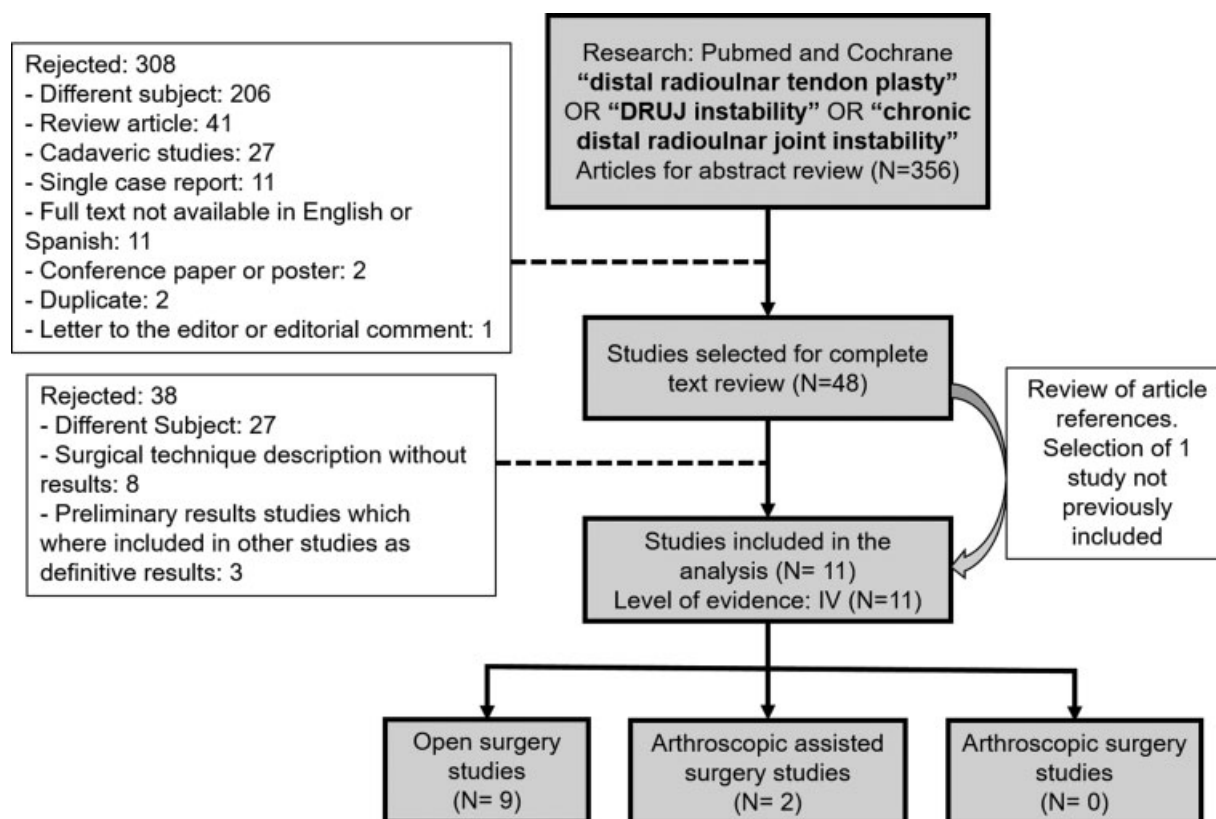 Research: Pubmed and Cochrane
“distal radioulnar tendon plasty”
OR “DRUJ instability” OR “chronic
distal radioulnar joint instability”
Articles for abstract review (N=356)
Rejected: 308
- Different subject: 206
- Review article: 41
- Cadaveric studies: 27
- Single case report: 11
- Full text not available in English or
Spanish: 11
- Conference paper or poster: 2
- Duplicate: 2
- Letter to the editor or editorial comment: 1
Studies selected for complete
text review (N=48)
Review of article
references.
Selection of 1
study not
previously
included
Rejected: 38
- Different Subject: 27
- Surgical technique description without
results: 8
- Preliminary results studies which
where included in other studies as
definitive results: 3
Studies included in the
analysis (N= 11)
Level of evidence: IV (N=11)
Open surgery
studies
(N= 9)
Arthroscopic assisted
surgery studies
(N= 2)
Arthroscopic surgery
studies
(N= 0)